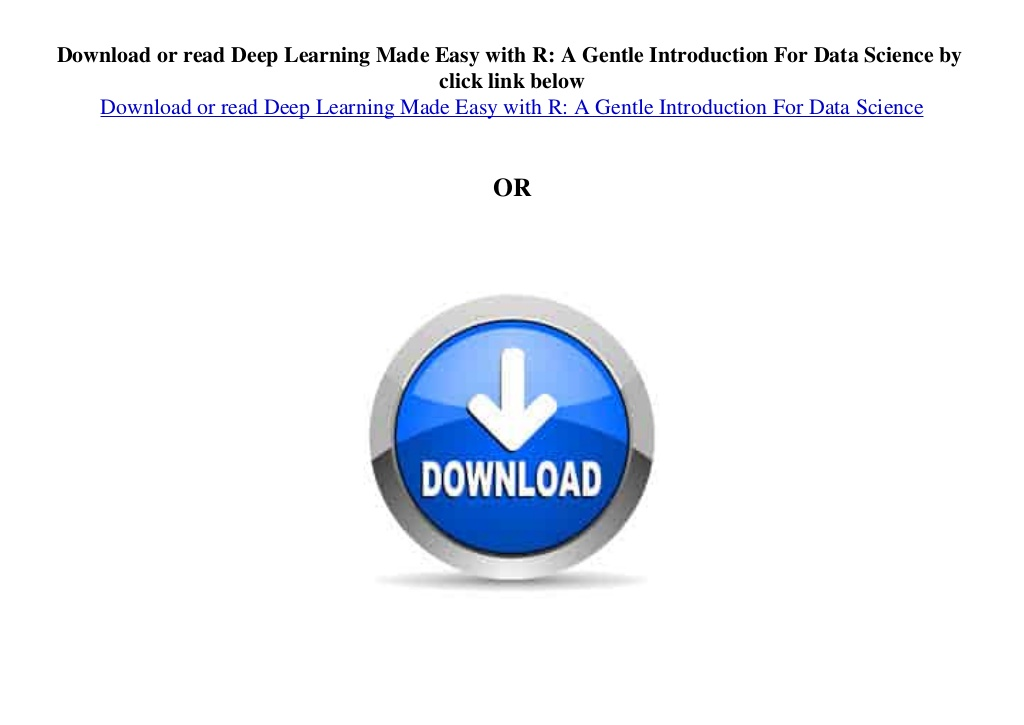 Download or read Deep Learning Made Easy with R: A Gentle Introduction For Data Science by
click link below
Download or read Deep Learning Made Easy with R: A Gentle Introduction For Data Science
OR
DOWNLOAD